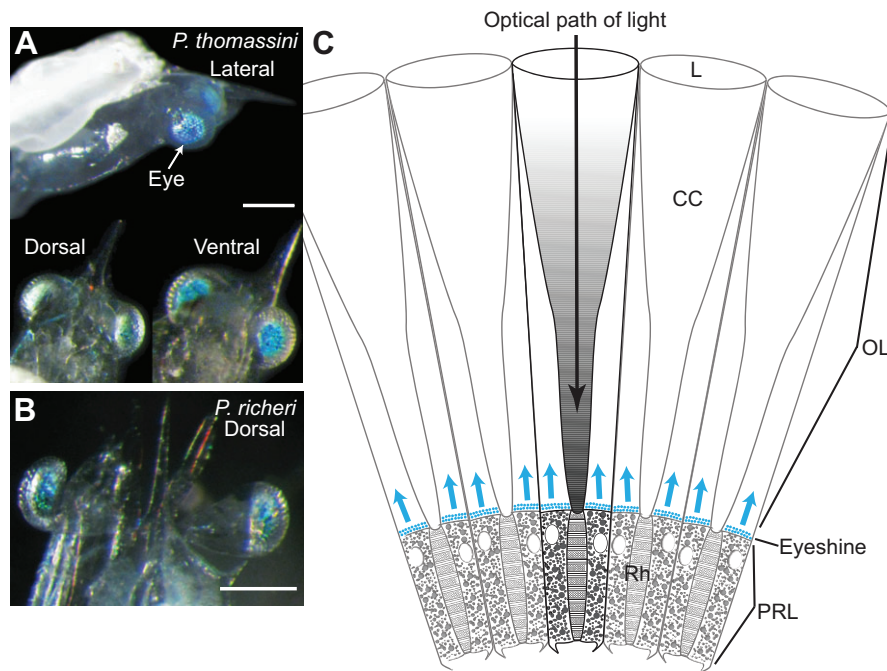 A
P. thomassini
Lateral
Eye
Dorsal
Ventral
B
P. richeri
Dorsal
C
Optical path of light
L
CC
OL
Eyeshine
Rh
PRL